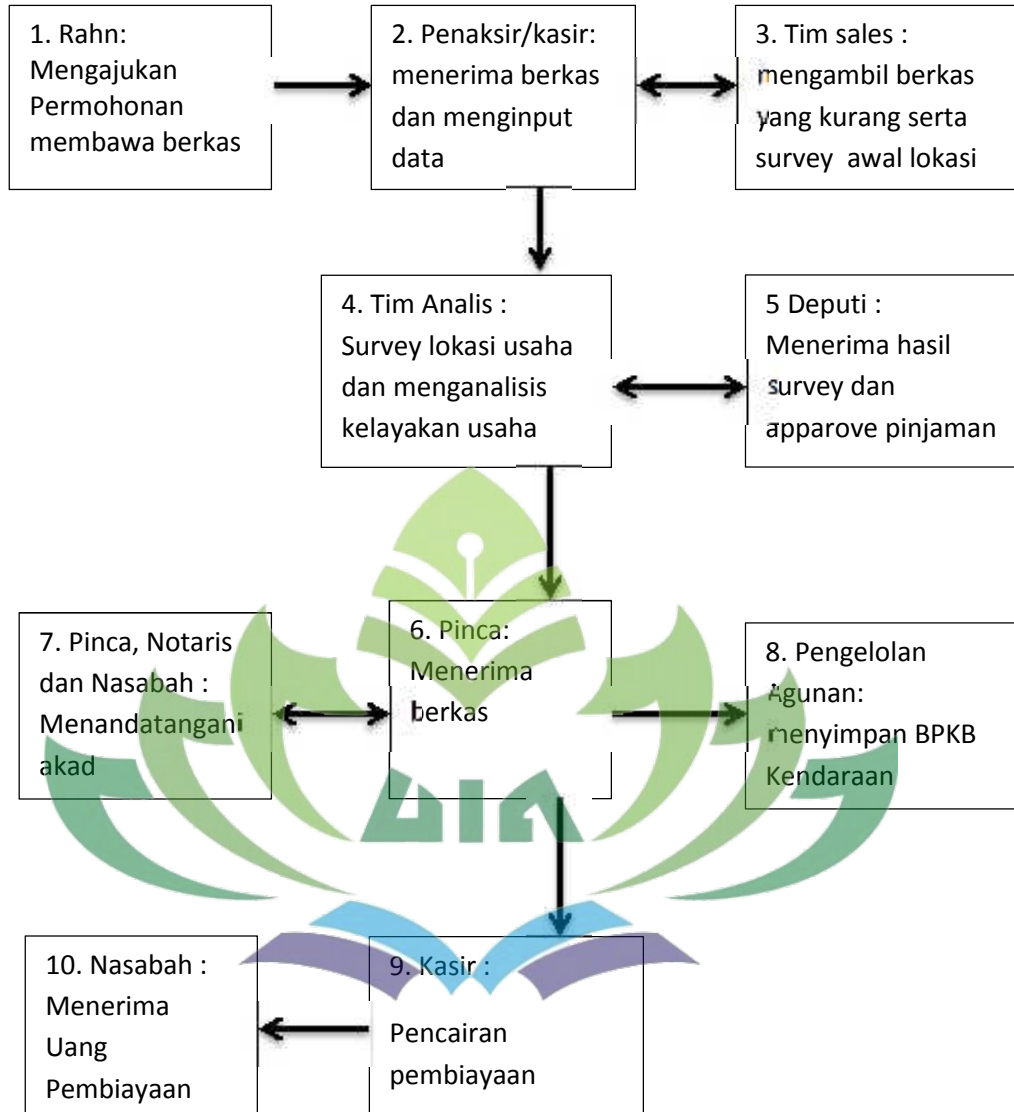 1. Rahn:
Mengajukan
Permohonan
membawa berkas
2. Penaksir/kasir:
menerima berkas
dan menginput
data
3. Tim sales :
mengambil berkas
yang kurang serta
survey awal lokasi
4. Tim Analis :
Survey lokasi usaha
dan menganalisis
kelayakan usaha
5 Deputi :
Menerima hasil
survey dan
apparove pinjaman
7. Pinca, Notaris
dan Nasabah :
Menandatangani
akad
6. Pinca:
Menerima
berkas
8. Pengelolan
Agunan:
menyimpan BPKB
Kendaraan
10. Nasabah :
Menerima
Uang
Pembiayaan
9. Kasir :
Pencairan
pembiayaan